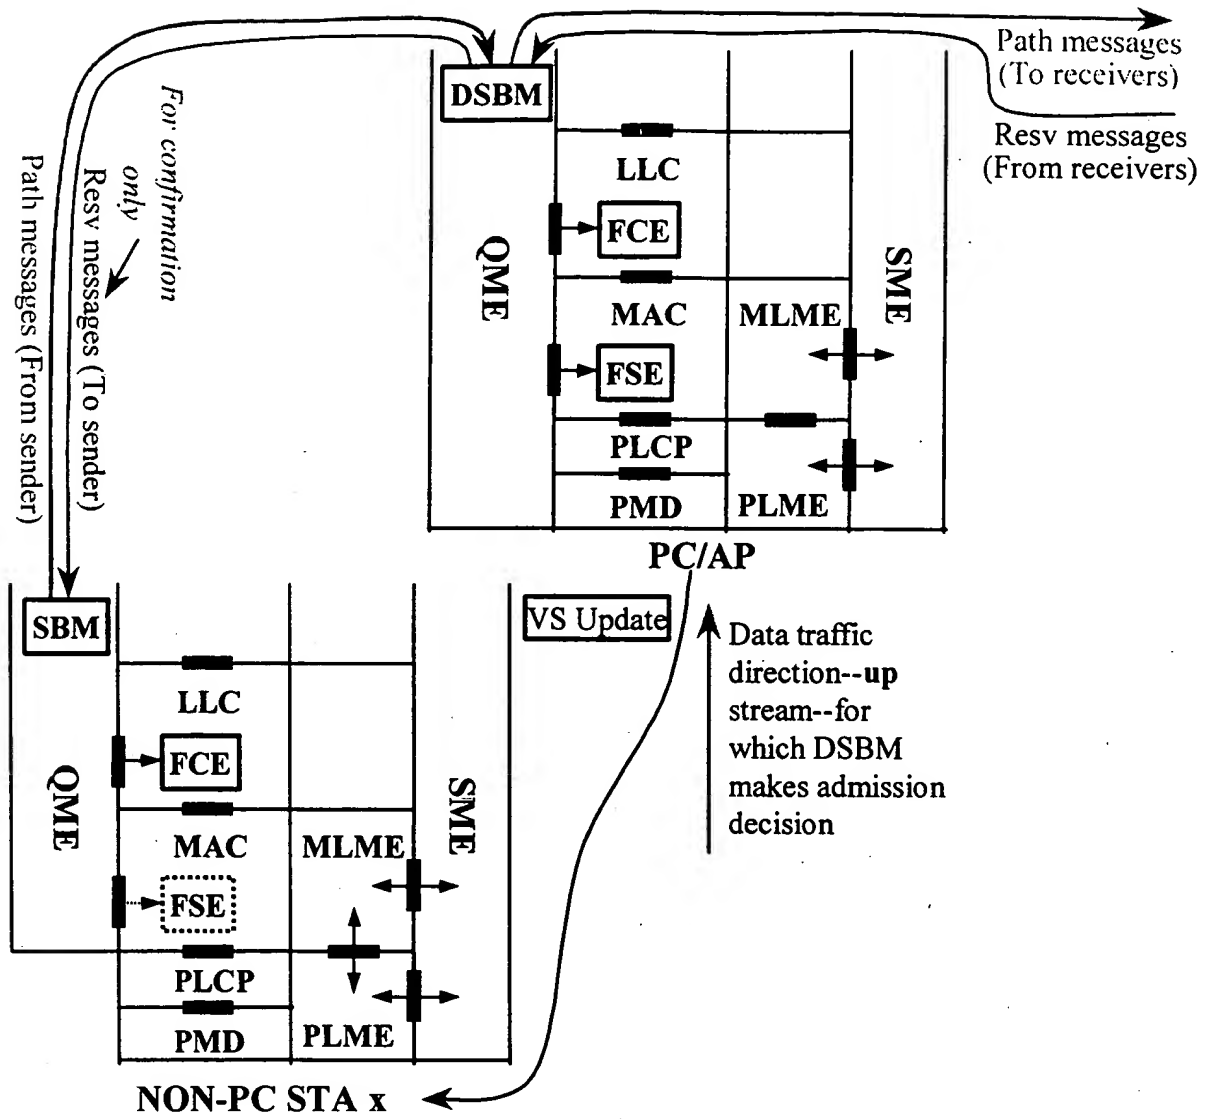 Path messages
(To receivers)
Resv messages
(From receivers)
DSBM
LLC
FCE
QME
SME
MAC
MLME
FSE
PLCP
PMD
PLME
PC/AP
For confirmation
only
Resv messages (To sender)
Path messages (From sender)
VS Update
Data traffic
direction--up
stream--for
which DSBM
makes admission
decision
SBM
LLC
FCE
QME
SME
MAC
MLME
FSE
PLCP
PMD
PLME
NON-PC STA x